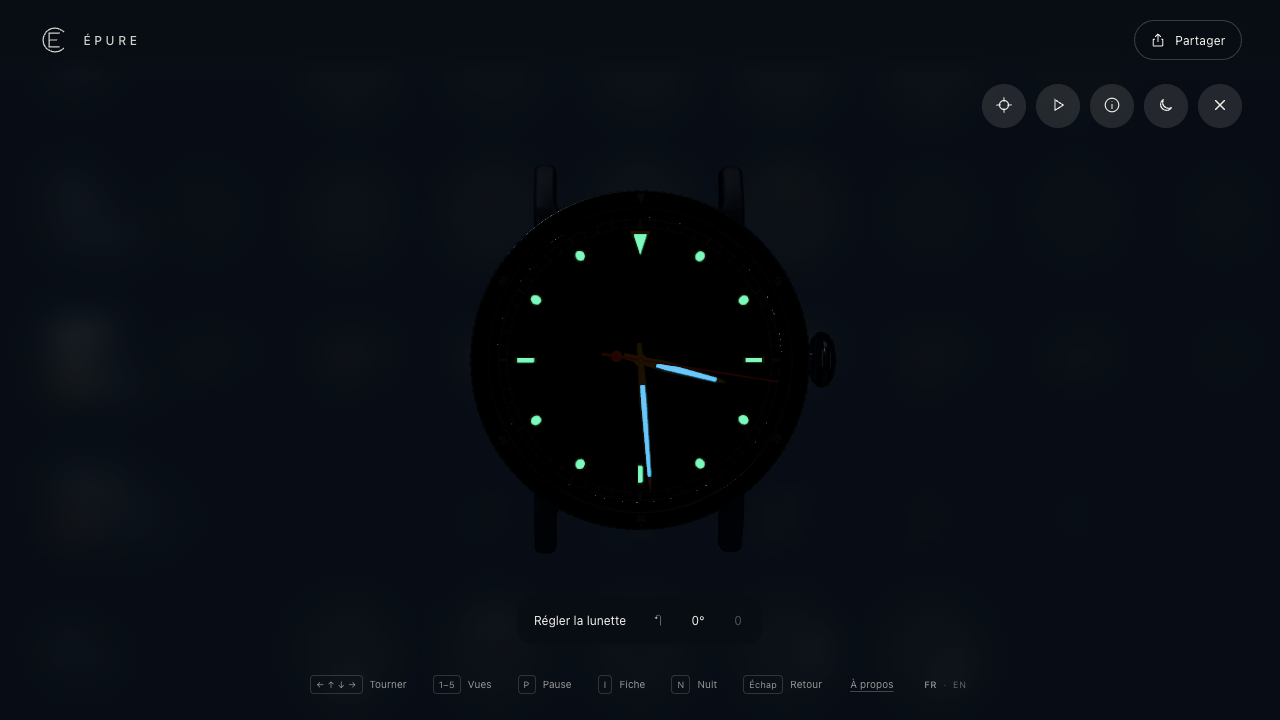 ÉPURE
Partager
Régler la lunette 0° 0
← ↑ ↓ → Tourner 1–5 Vues P Pause I Fiche N Nuit Échap Retour À propos FR · EN